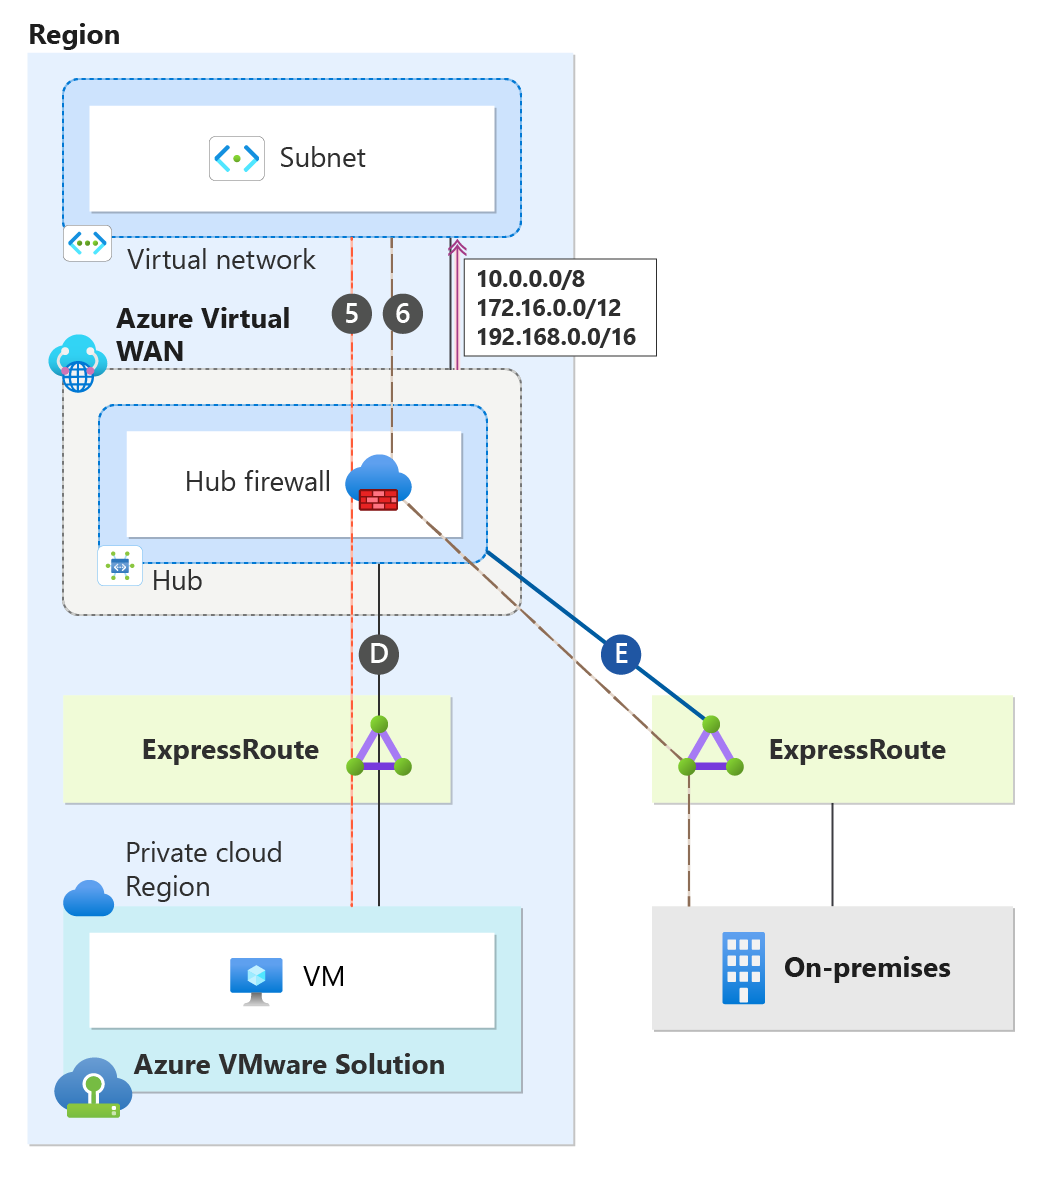 Region
Subnet
Virtual network
5
6
10.0.0.0/8
172.16.0.0/12
192.168.0.0/16
Azure Virtual
WAN
Hub firewall
Hub
D
E
ExpressRoute
ExpressRoute
Private cloud
Region
VM
On-premises
Azure VMware Solution